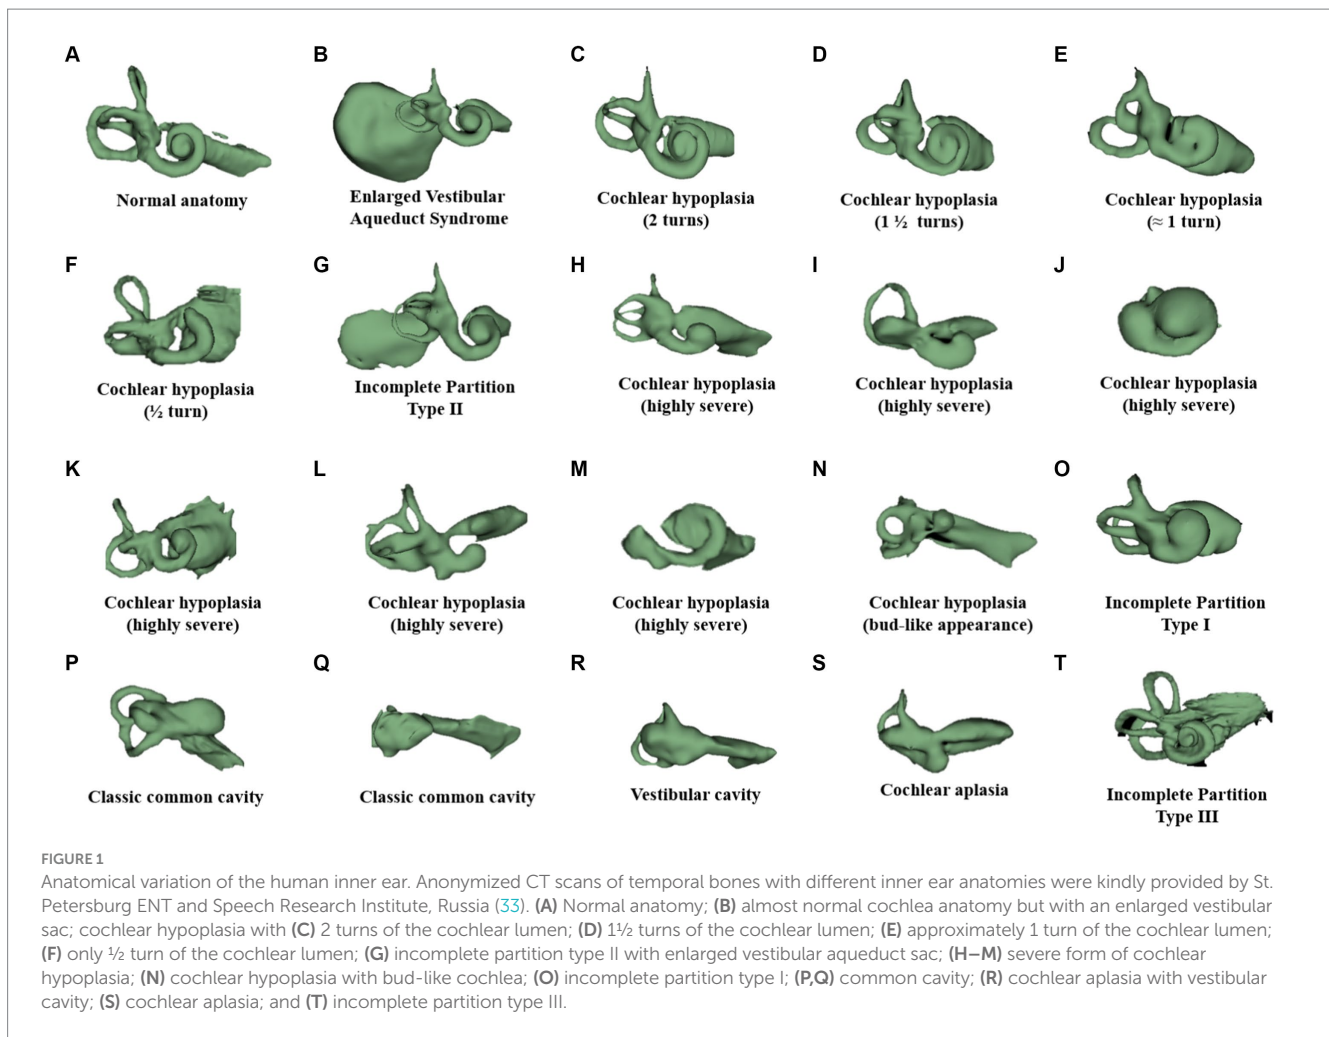 A
B
C
D
E
Normal anatomy
Enlarged Vestibular
Aqueduct Syndrome
Cochlear hypoplasia
(2 turns)
Cochlear hypoplasia
(1 ½ turns)
Cochlear hypoplasia
(≈ 1 turn)
F
G
H
I
J
Cochlear hypoplasia
(½ turn)
Incomplete Partition
Type II
Cochlear hypoplasia
(highly severe)
Cochlear hypoplasia
(highly severe)
Cochlear hypoplasia
(highly severe)
K
L
M
N
O
Cochlear hypoplasia
(highly severe)
Cochlear hypoplasia
(highly severe)
Cochlear hypoplasia
(highly severe)
Cochlear hypoplasia
(bud-like appearance)
Incomplete Partition
Type I
P
Q
R
S
T
Classic common cavity
Classic common cavity
Vestibular cavity
Cochlear aplasia
Incomplete Partition
Type III
FIGURE 1
Anatomical variation of the human inner ear. Anonymized CT scans of temporal bones with different inner ear anatomies were kindly provided by St.
Petersburg ENT and Speech Research Institute, Russia (33). (A) Normal anatomy; (B) almost normal cochlea anatomy but with an enlarged vestibular
sac; cochlear hypoplasia with (C) 2 turns of the cochlear lumen; (D) 1½ turns of the cochlear lumen; (E) approximately 1 turn of the cochlear lumen;
(F) only ½ turn of the cochlear lumen; (G) incomplete partition type II with enlarged vestibular aqueduct sac; (H–M) severe form of cochlear
hypoplasia; (N) cochlear hypoplasia with bud-like cochlea; (O) incomplete partition type I; (P,Q) common cavity; (R) cochlear aplasia with vestibular
cavity; (S) cochlear aplasia; and (T) incomplete partition type III.